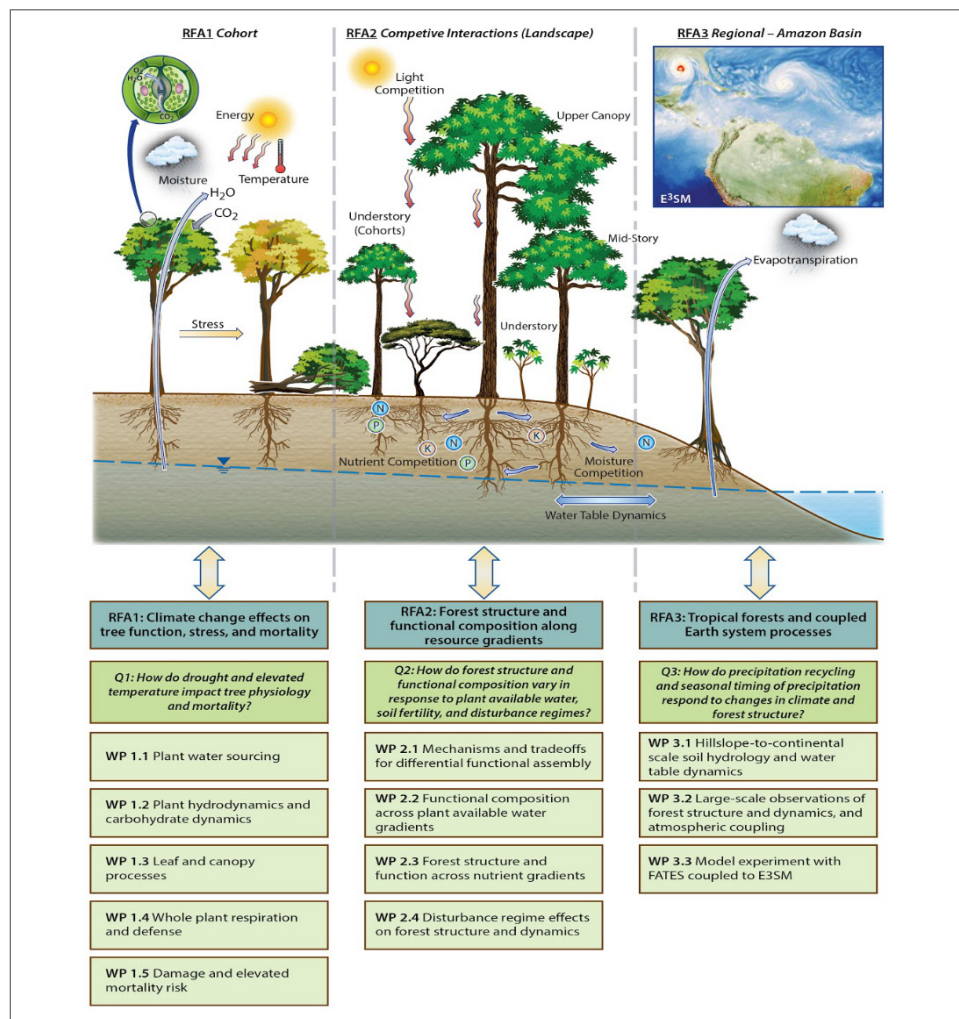 RFA1 Cohort
RFA2 Competive Interactions (Landscape)
RFA3 Regional – Amazon Basin
O₂
H₂O
CO₂
Energy
Moisture
Temperature
H₂O
CO₂
Stress
Light
Competition
Upper Canopy
Understory
(Cohorts)
Mid-Story
Understory
N
P
K
N
P
K
N
Nutrient Competition
Moisture
Competition
Water Table Dynamics
E³SM
Evapotranspiration
RFA1: Climate change effects on
tree function, stress, and mortality
Q1: How do drought and elevated
temperature impact tree physiology
and mortality?
WP 1.1 Plant water sourcing
WP 1.2 Plant hydrodynamics and
carbohydrate dynamics
WP 1.3 Leaf and canopy
processes
WP 1.4 Whole plant respiration
and defense
WP 1.5 Damage and elevated
mortality risk
RFA2: Forest structure and
functional composition along
resource gradients
Q2: How do forest structure and
functional composition vary in
response to plant available water,
soil fertility, and disturbance regimes?
WP 2.1 Mechanisms and tradeoffs
for differential functional assembly
WP 2.2 Functional composition
across plant available water
gradients
WP 2.3 Forest structure and
function across nutrient gradients
WP 2.4 Disturbance regime effects
on forest structure and dynamics
RFA3: Tropical forests and coupled
Earth system processes
Q3: How do precipitation recycling
and seasonal timing of precipitation
respond to changes in climate and
forest structure?
WP 3.1 Hillslope-to-continental
scale soil hydrology and water
table dynamics
WP 3.2 Large-scale observations of
forest structure and dynamics, and
atmospheric coupling
WP 3.3 Model experiment with
FATES coupled to E3SM